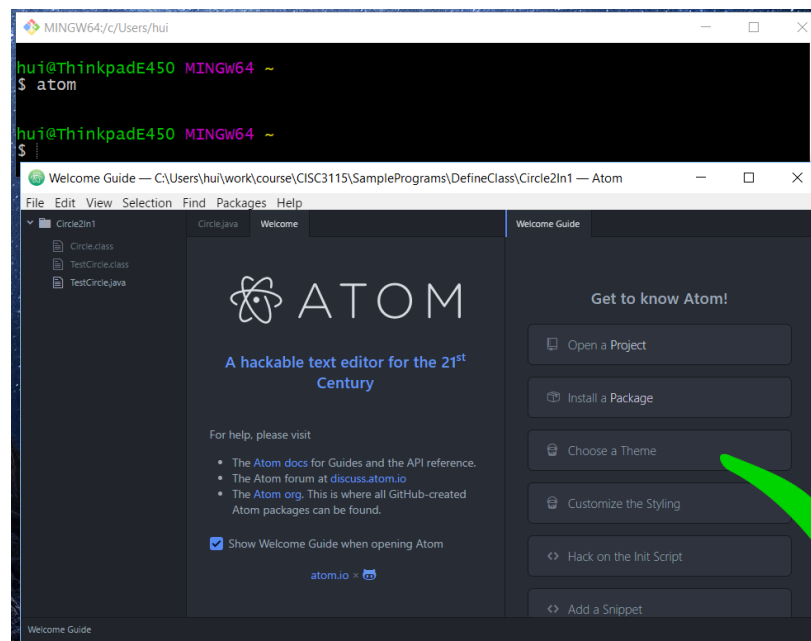 MINGW64:/c/Users/hui
hui@ThinkpadE450 MINGW64 ~
$ atom
hui@ThinkpadE450 MINGW64 ~
$
Welcome Guide — C:\Users\hui\work\course\CISC3115\SamplePrograms\DefineClass\Circle2In1 — Atom
File Edit View Selection Find Packages Help
Circle2In1
Circle.class
TestCircle.class
TestCircle.java
Circle.java
Welcome
ATOM
A hackable text editor for the 21st
Century
For help, please visit
• The Atom docs for Guides and the API reference.
• The Atom forum at discuss.atom.io
• The Atom org. This is where all GitHub-created
Atom packages can be found.
Show Welcome Guide when opening Atom
atom.io ×
Welcome Guide
Get to know Atom!
Open a Project
Install a Package
Choose a Theme
Customize the Styling
<> Hack on the Init Script
<> Add a Snippet
Welcome Guide